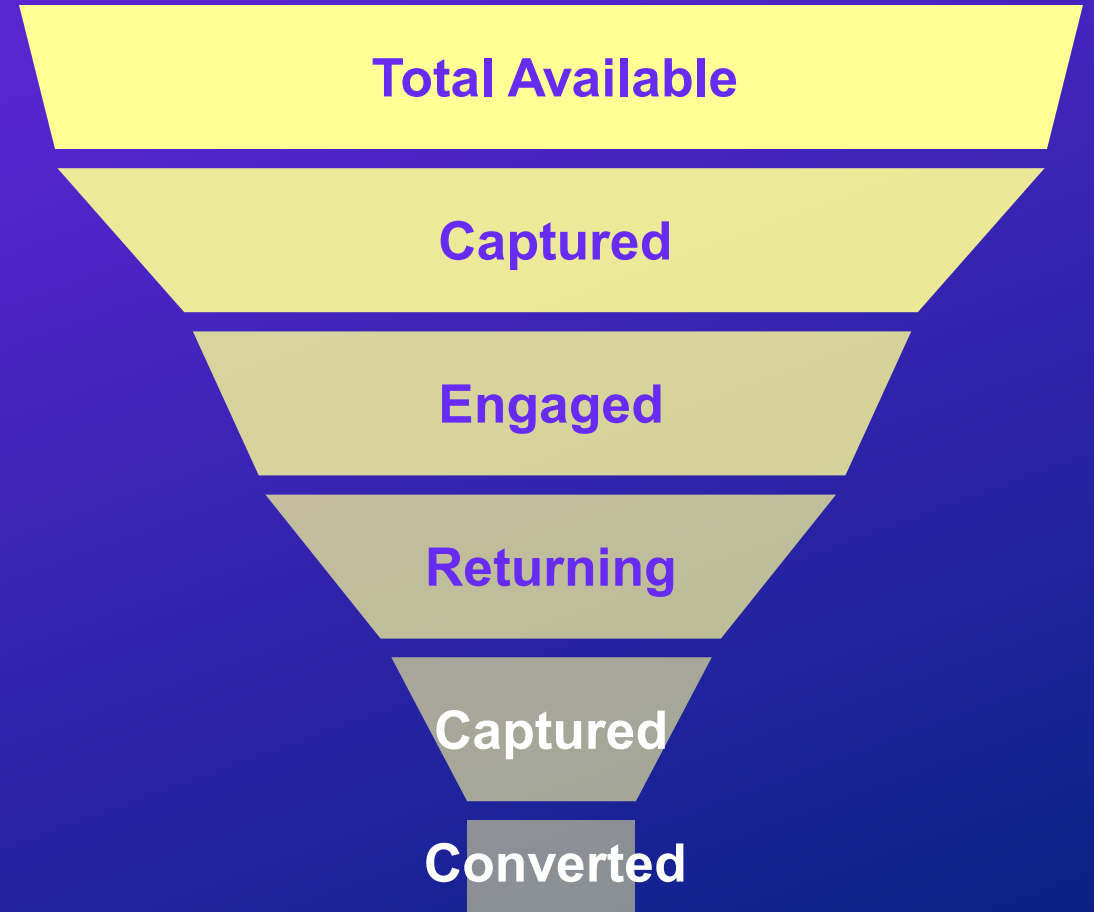 Total Available
Captured
Engaged
Returning
Captured
Converted